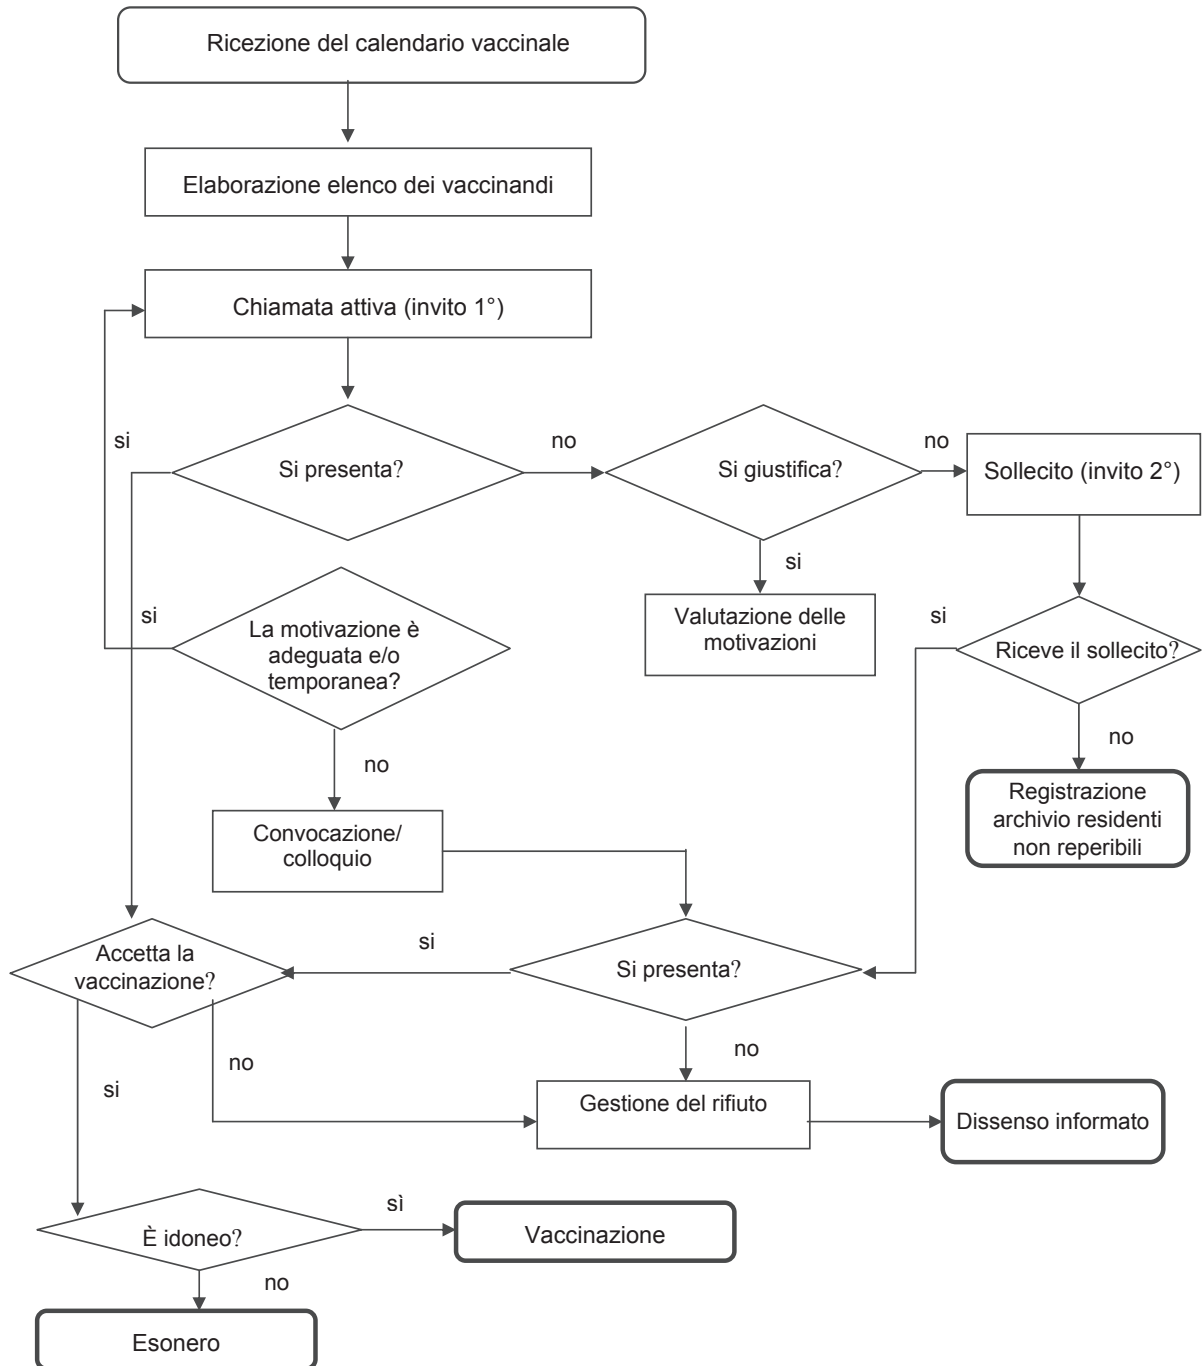 Ricezione del calendario vaccinale
Elaborazione elenco dei vaccinandi
Chiamata attiva (invito 1°)
si
Si presenta?
no
Si giustifica?
no
Sollecito (invito 2°)
si
si
La motivazione è
adeguata e/o
temporanea?
Valutazione delle
motivazioni
si
Riceve il sollecito?
no
no
Registrazione
archivio residenti
non reperibili
Convocazione/
colloquio
Accetta la
vaccinazione?
si
Si presenta?
si
no
no
Gestione del rifiuto
Dissenso informato
È idoneo?
sì
Vaccinazione
no
Esonero